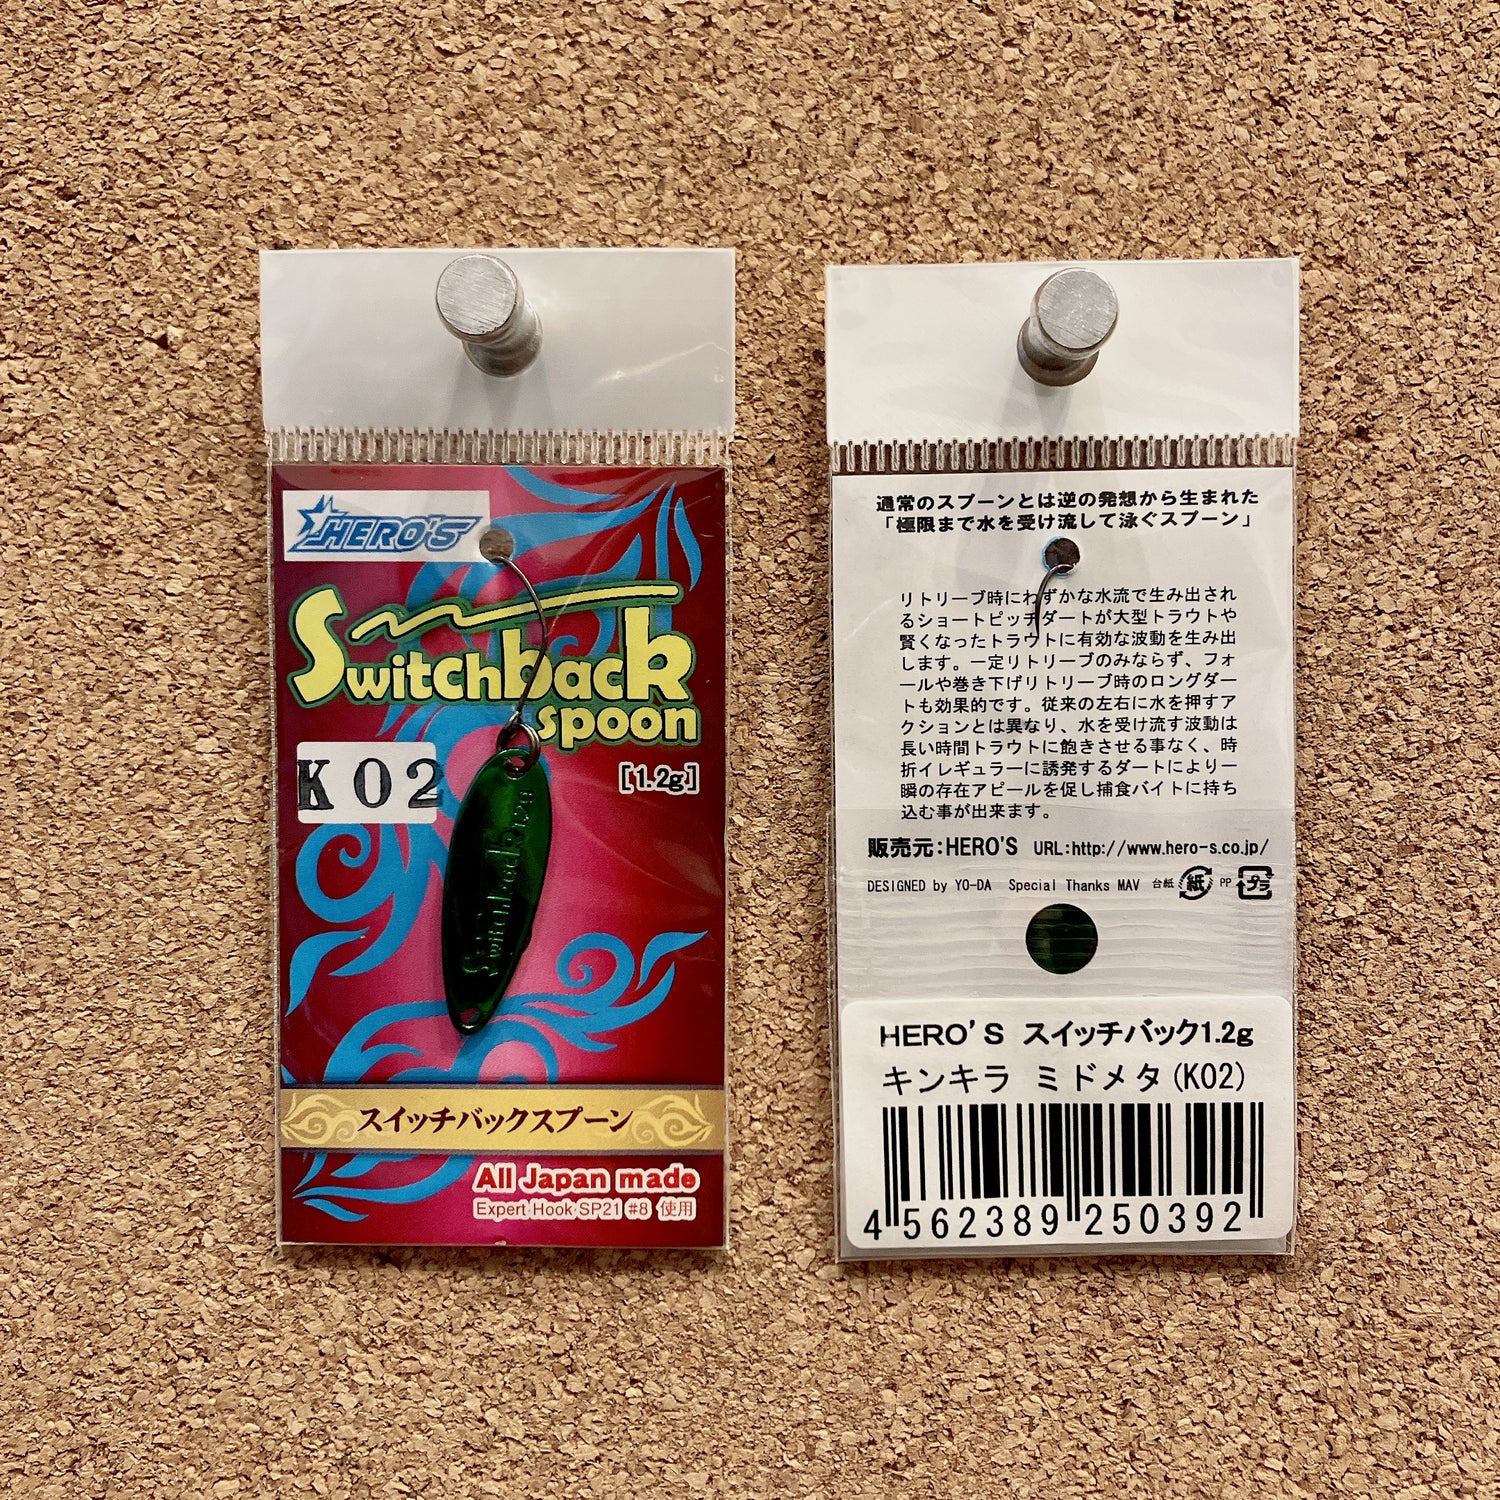 HERO'S
Switchback
spoon
[1.2g]
K02
Switchback 1.2g
スイッチバックスプーン
All Japan made
Expert Hook SP21 #8 使用
通常のスプーンとは逆の発想から生まれた
「極限まで水を受け流して泳ぐスプーン」
リトリーブ時にわずかな水流で生み出され
るショートピッチダートが大型トラウトや
賢くなったトラウトに有効な波動を生み出
します。一定リトリーブのみならず、フォ
ールや巻き下げリトリーブ時のロングダー
トも効果的です。従来の左右に水を押すア
クションとは異なり、水を受け流す波動は
長い時間トラウトに飽きさせる事なく、時
折イレギュラーに誘発するダートにより一
瞬の存在アピールを促し捕食バイトに持ち
込む事が出来ます。
販売元:HERO'S URL:http://www.hero-s.co.jp/
DESIGNED by YO-DA Special Thanks MAV 台紙 紙 PP プラ
HERO'S スイッチバック1.2g
キンキラ ミドメタ(K02)
4 562389 250392